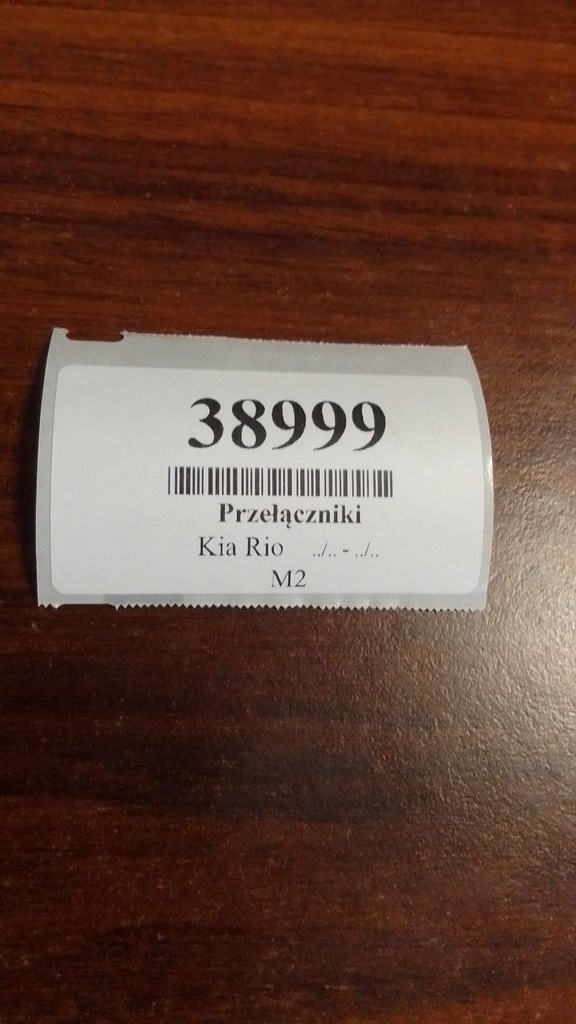 38999
Przełączniki
Kia Rio ../.. - ../..
M2